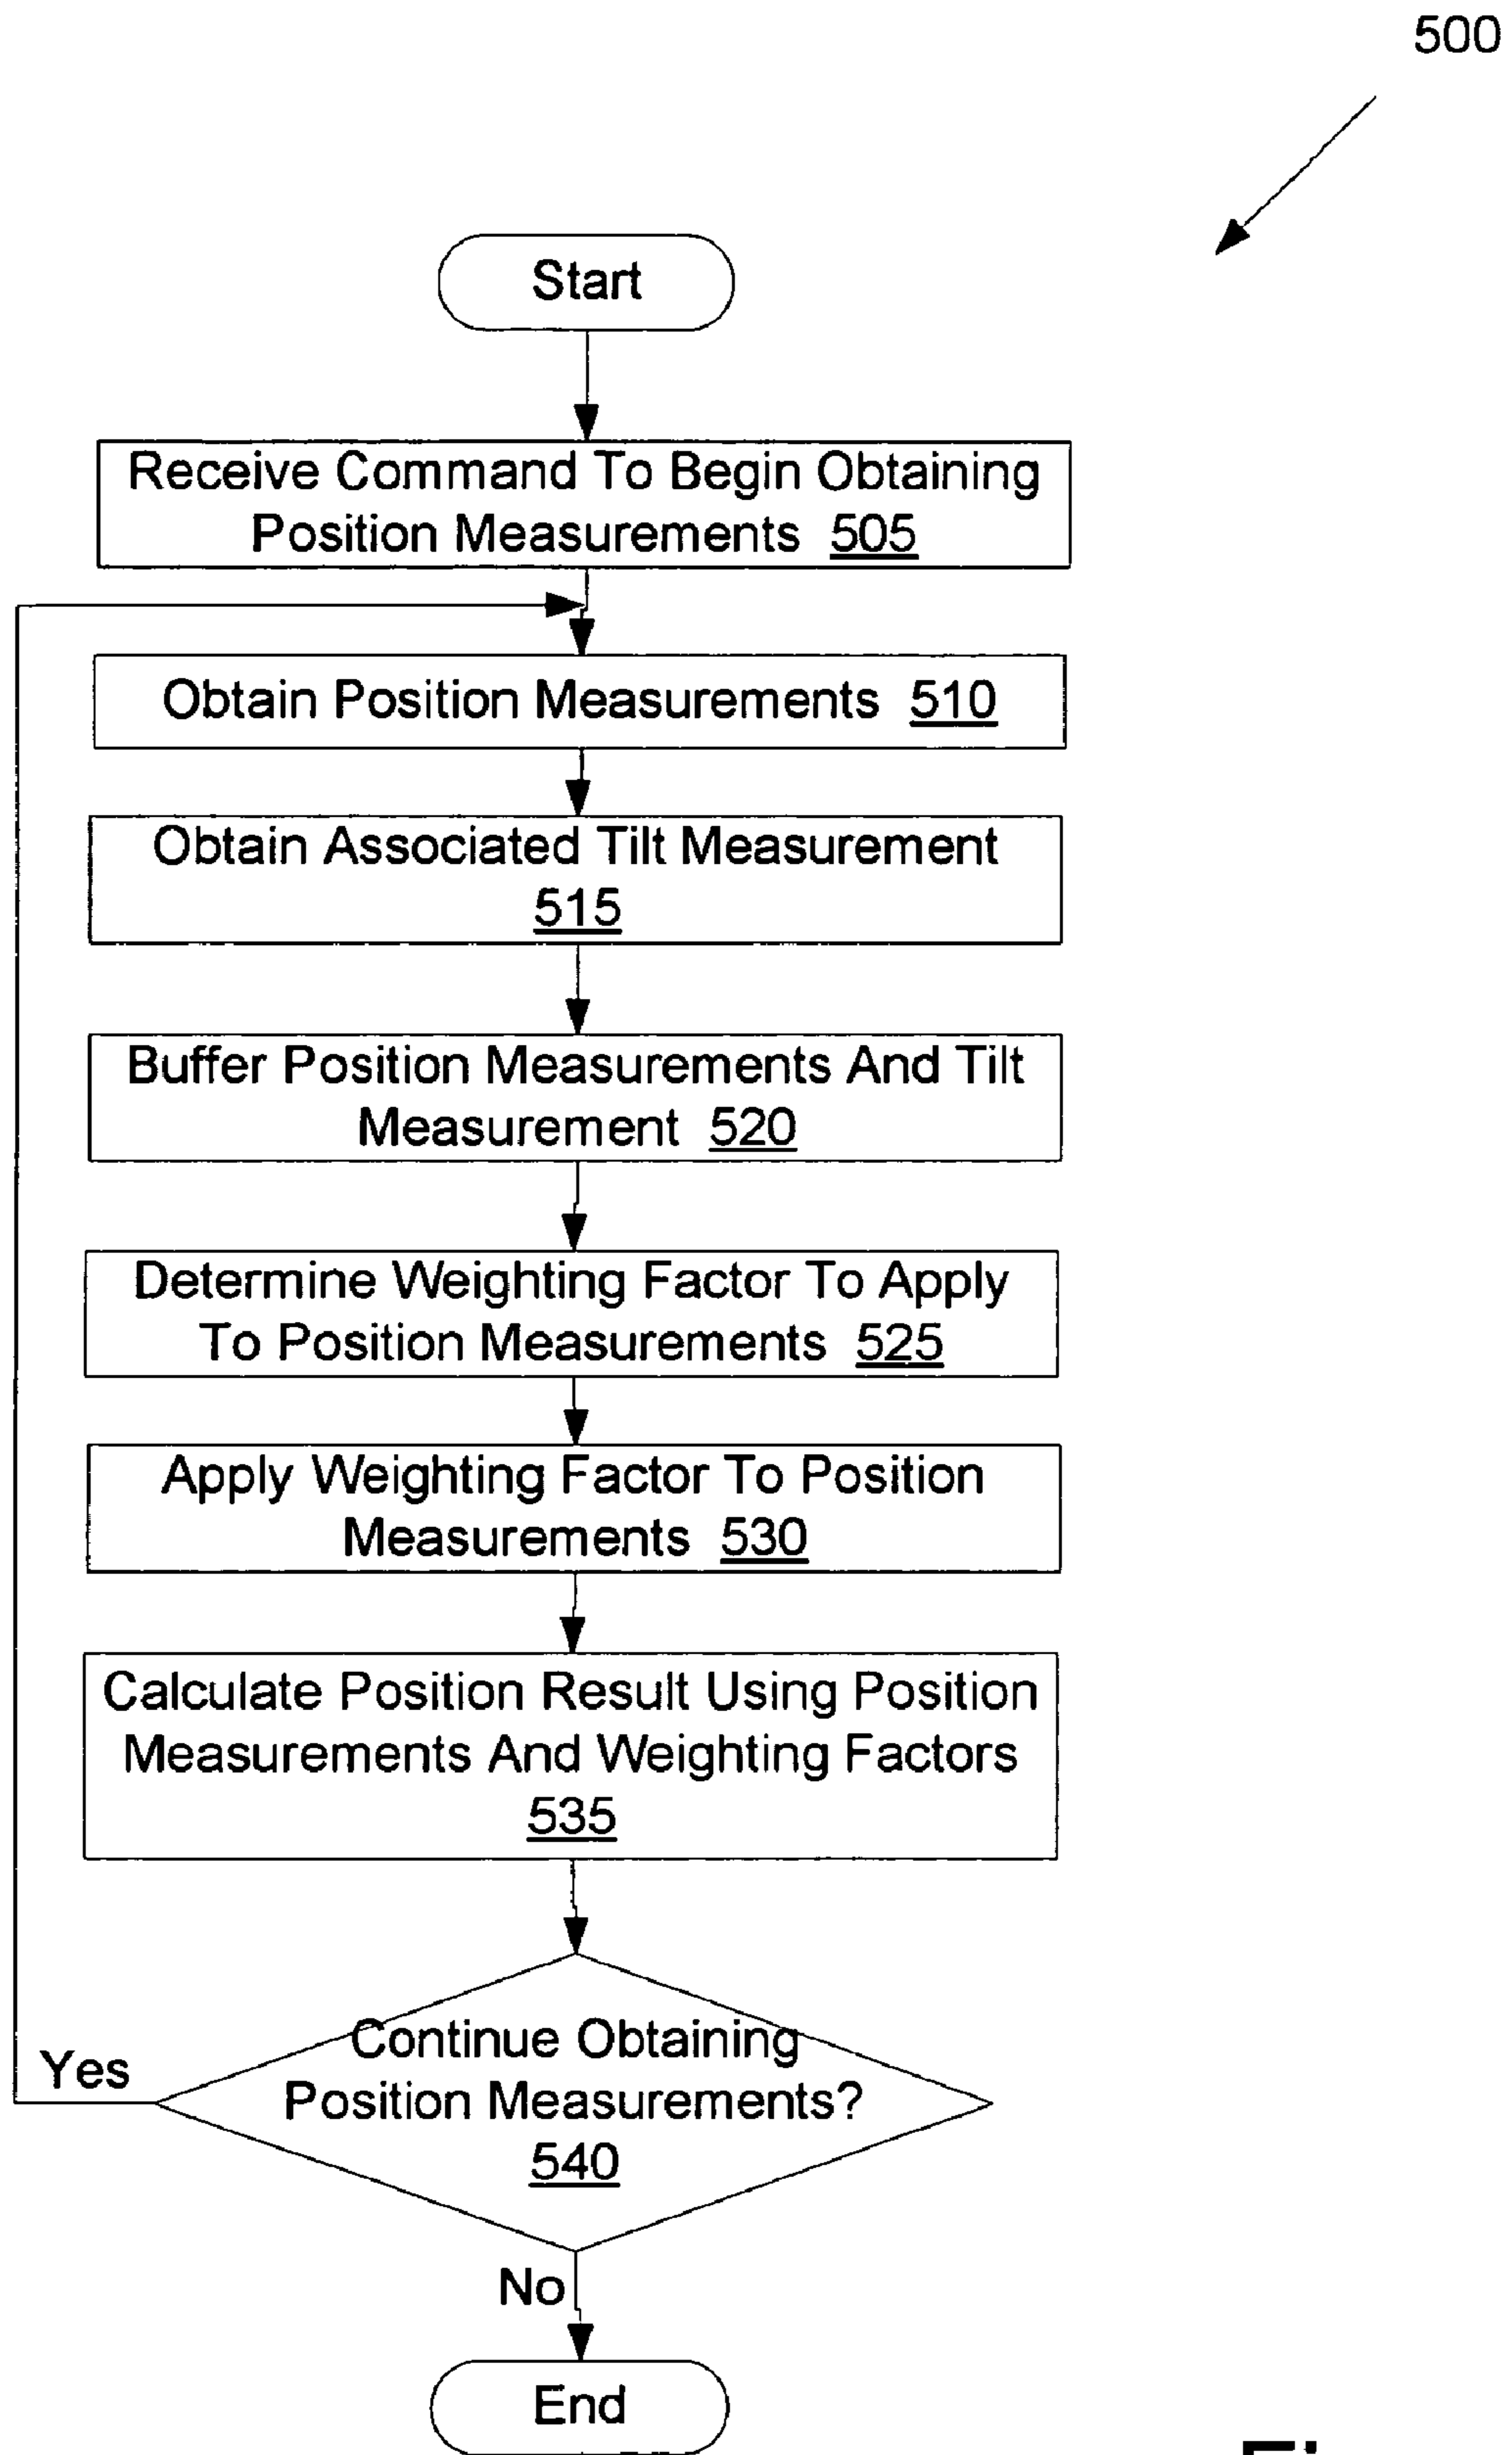 500
Start
Receive Command To Begin Obtaining
Position Measurements 505
Obtain Position Measurements 510
Obtain Associated Tilt Measurement
515
Buffer Position Measurements And Tilt
Measurement 520
Determine Weighting Factor To Apply
To Position Measurements 525
Apply Weighting Factor To Position
Measurements 530
Calculate Position Result Using Position
Measurements And Weighting Factors
535
Continue Obtaining
Position Measurements?
540
Yes
No
End